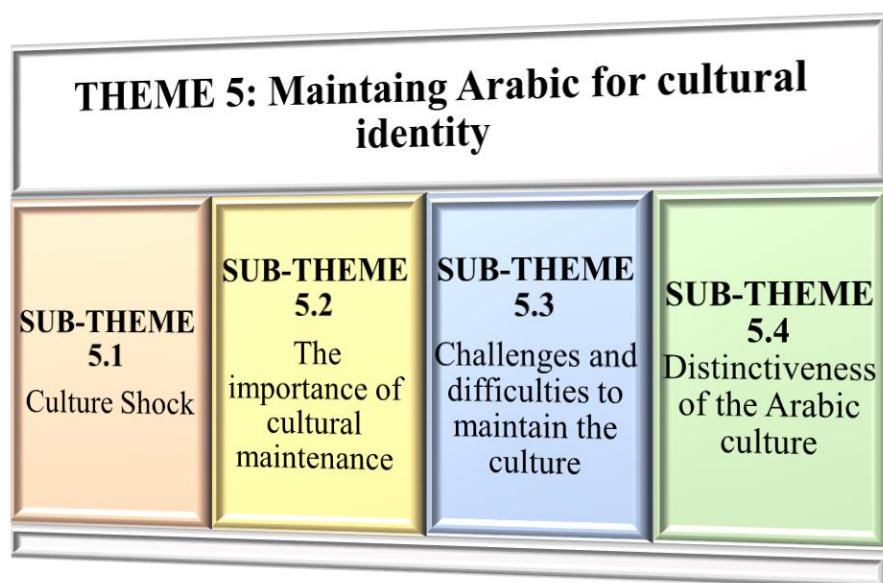 THEME 5: Maintaing Arabic for cultural
identity
SUB-THEME
5.1
Culture Shock
SUB-THEME
5.2
The
importance of
cultural
maintenance
SUB-THEME
5.3
Challenges and
difficulties to
maintain the
culture
SUB-THEME
5.4
Distinctiveness
of the Arabic
culture